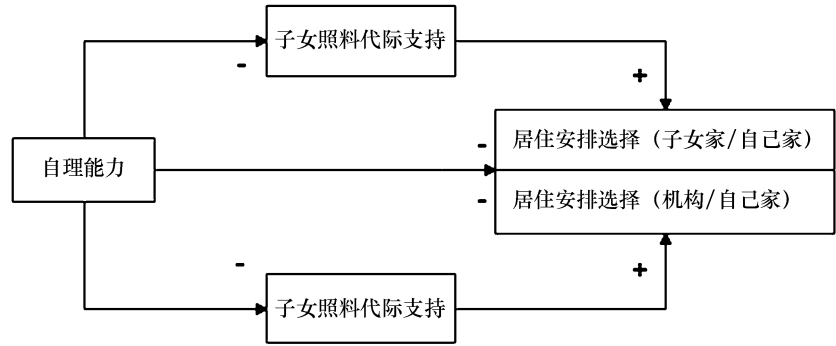 子女照料代际支持
-
+
-
居住安排选择（子女家/自己家）
自理能力
-
居住安排选择（机构/自己家）
-
+
子女照料代际支持